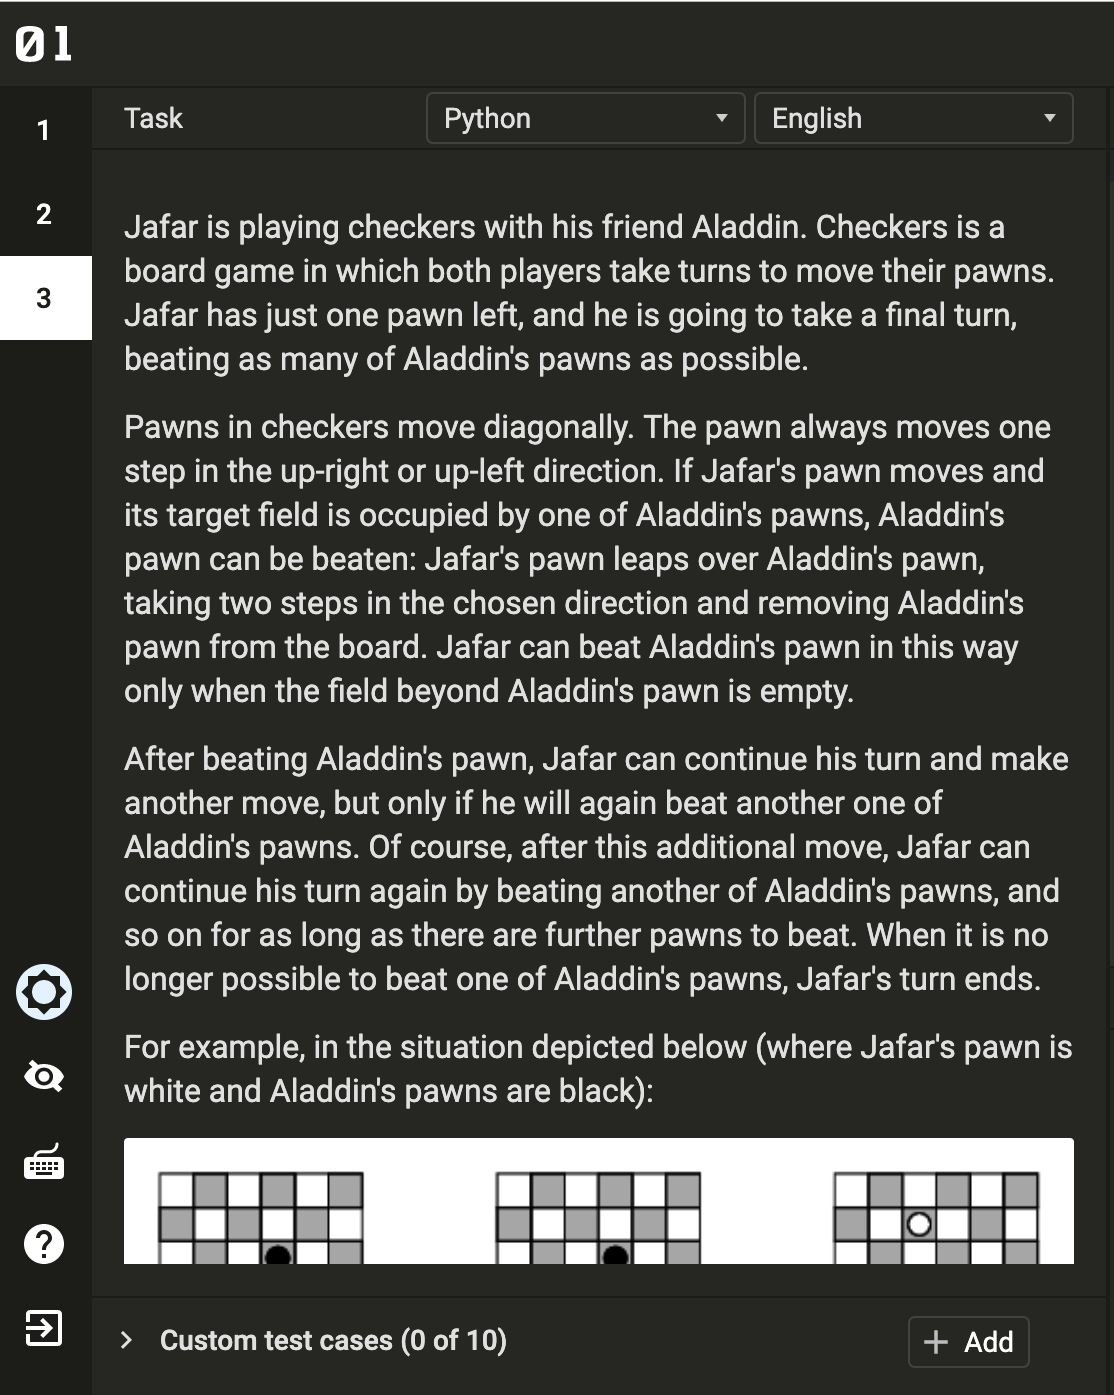 01
1
2
3
Task
Python
English
Jafar is playing checkers with his friend Aladdin. Checkers is a
board game in which both players take turns to move their pawns.
Jafar has just one pawn left, and he is going to take a final turn,
beating as many of Aladdin's pawns as possible.
Pawns in checkers move diagonally. The pawn always moves one
step in the up-right or up-left direction. If Jafar's pawn moves and
its target field is occupied by one of Aladdin's pawns, Aladdin's
pawn can be beaten: Jafar's pawn leaps over Aladdin's pawn,
taking two steps in the chosen direction and removing Aladdin's
pawn from the board. Jafar can beat Aladdin's pawn in this way
only when the field beyond Aladdin's pawn is empty.
After beating Aladdin's pawn, Jafar can continue his turn and make
another move, but only if he will again beat another one of
Aladdin's pawns. Of course, after this additional move, Jafar can
continue his turn again by beating another of Aladdin's pawns, and
so on for as long as there are further pawns to beat. When it is no
longer possible to beat one of Aladdin's pawns, Jafar's turn ends.
For example, in the situation depicted below (where Jafar's pawn is
white and Aladdin's pawns are black):
Custom test cases (0 of 10)
+ Add